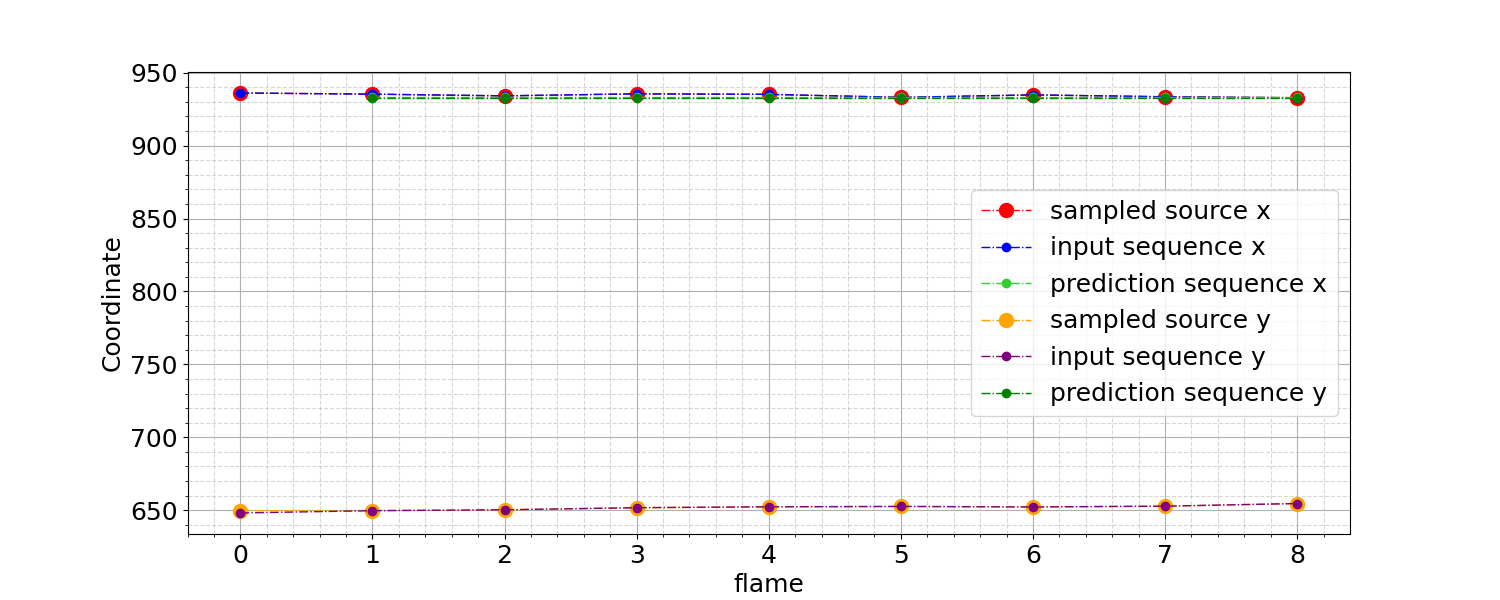 950
900
850
800
750
700
650
Coordinate
sampled source x
input sequence x
prediction sequence x
sampled source y
input sequence y
prediction sequence y
0 1 2 3 4 5 6 7 8
flame